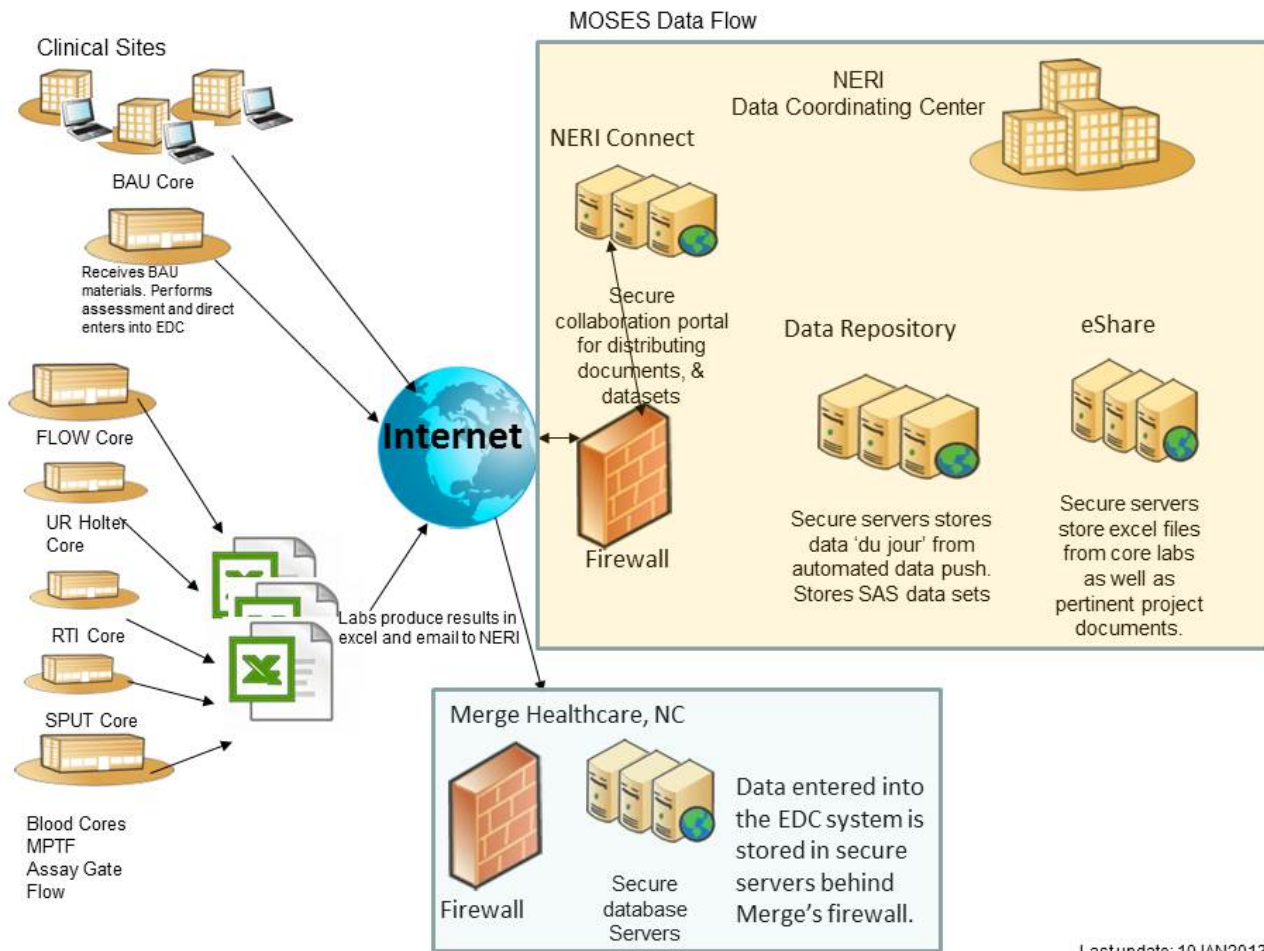 MOSES Data Flow
Clinical Sites
BAU Core
Receives BAU
materials. Performs
assessment and direct
enters into EDC
FLOW Core
UR Holter
Core
RTI Core
SPUT Core
Blood Cores
MPTF
Assay Gate
Flow
Labs produce results in
excel and email to NERI
Internet
NERI
Data Coordinating Center
NERI Connect
Secure
collaboration portal
for distributing
documents, &
datasets
Firewall
Data Repository
Secure servers stores
data ‘du jour’ from
automated data push.
Stores SAS data sets
eShare
Secure servers
store excel files
from core labs
as well as
pertinent project
documents.
Merge Healthcare, NC
Firewall
Secure
database
Servers
Data entered into
the EDC system is
stored in secure
servers behind
Merge’s firewall.
Last update: 10JAN2013